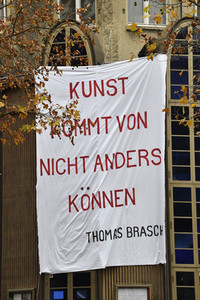 KUNST
KOMMT VON
NICHT ANDERS
KÖNNEN
THOMAS BRASCH